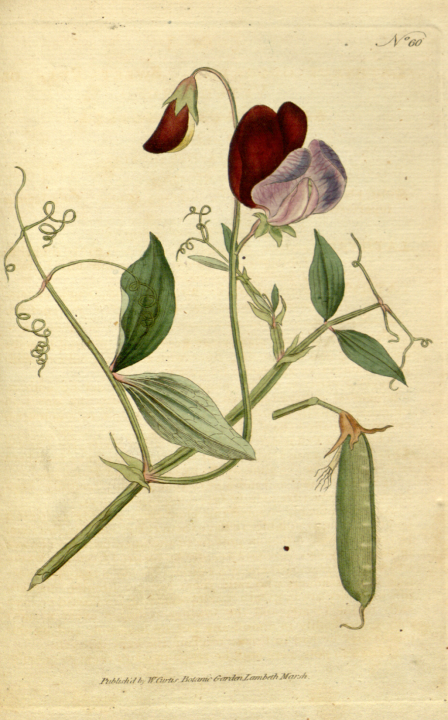 No 60
Publish'd by W. Curtis, Botanic Garden, Lambeth Marsh.